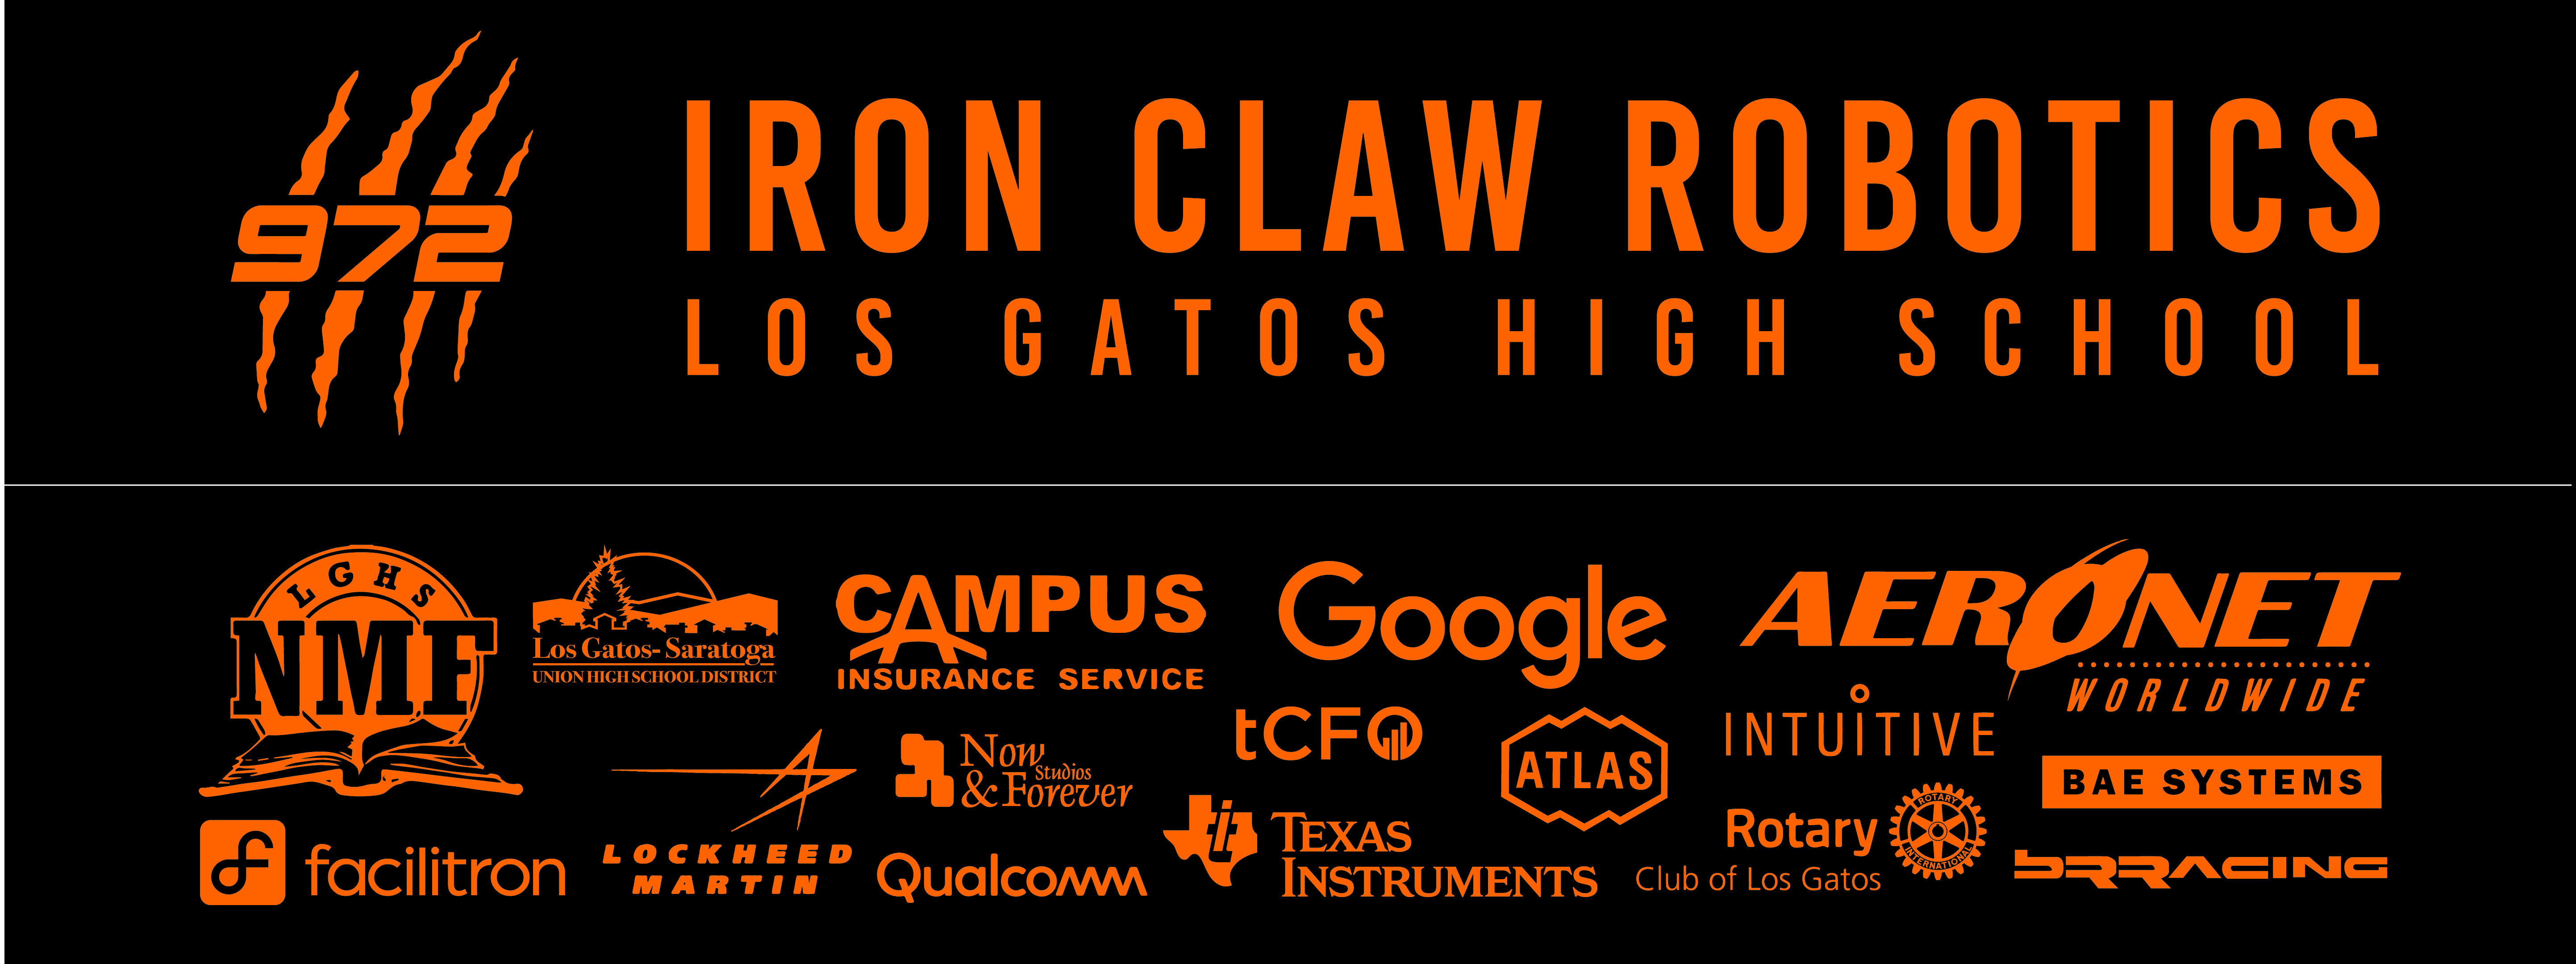 972
IRON CLAW ROBOTICS
LOS GATOS HIGH SCHOOL
LGHS
NMF
Los Gatos-Saratoga
UNION HIGH SCHOOL DISTRICT
CAMPUS
INSURANCE SERVICE
Google
AERONET
WORLDWIDE
facilitron
LOCKHEED
MARTIN
Now
Studios
& Forever
Qualcomm
tCFO
ti
TEXAS
INSTRUMENTS
ATLAS
INTUITIVE
Rotary
Club of Los Gatos
ROTARY
INTERNATIONAL
BAE SYSTEMS
BRRACING